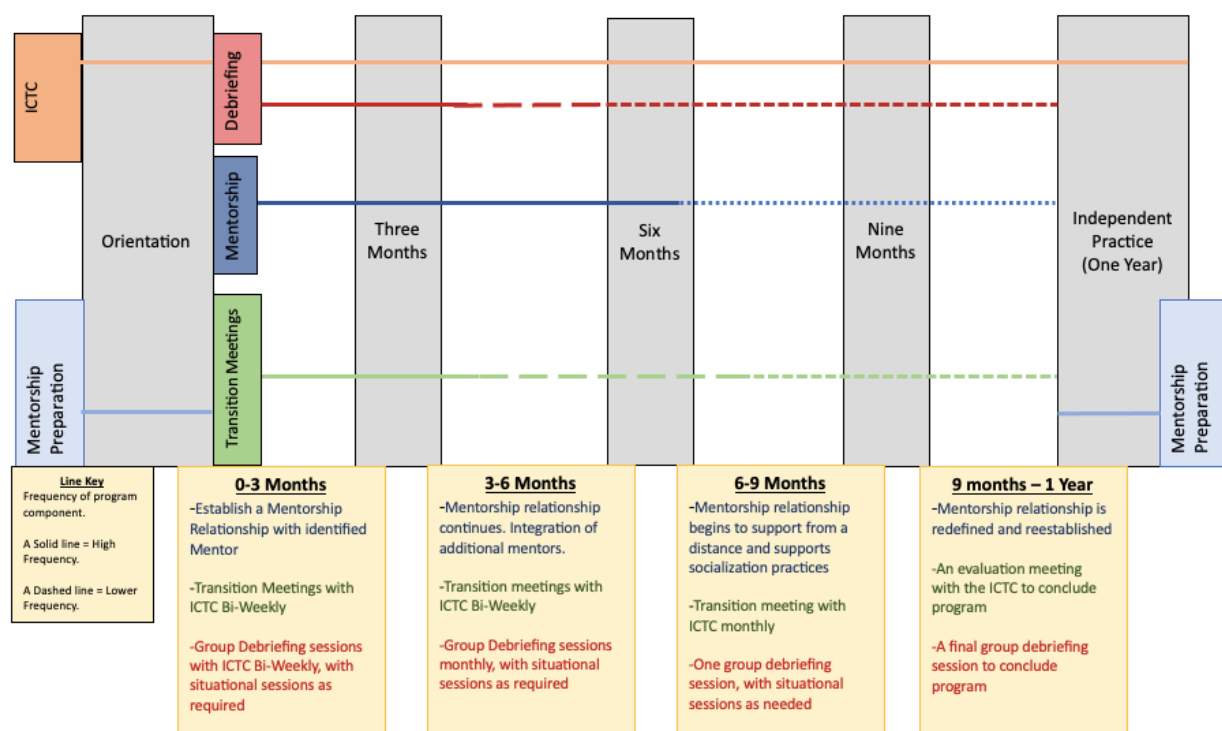 ICTC
Debriefing
Mentorship
Orientation
Three
Months
Six
Months
Nine
Months
Independent
Practice
(One Year)
Mentorship
Preparation
Transition Meetings
Mentorship
Preparation
Line Key
Frequency of program
component.
A Solid line = High
Frequency.
A Dashed line = Lower
Frequency.
0-3 Months
-Establish a Mentorship
Relationship with identified
Mentor
-Transition Meetings with
ICTC Bi-Weekly
-Group Debriefing sessions
with ICTC Bi-Weekly, with
situational sessions as
required
3-6 Months
-Mentorship relationship
continues. Integration of
additional mentors.
-Transition meetings with
ICTC Bi-Weekly
-Group Debriefing sessions
monthly, with situational
sessions as required
6-9 Months
-Mentorship relationship
begins to support from a
distance and supports
socialization practices
-Transition meeting with
ICTC monthly
-One group debriefing
session, with situational
sessions as needed
9 months – 1 Year
-Mentorship relationship is
redefined and reestablished
-An evaluation meeting
with the ICTC to conclude
program
-A final group debriefing
session to conclude
program